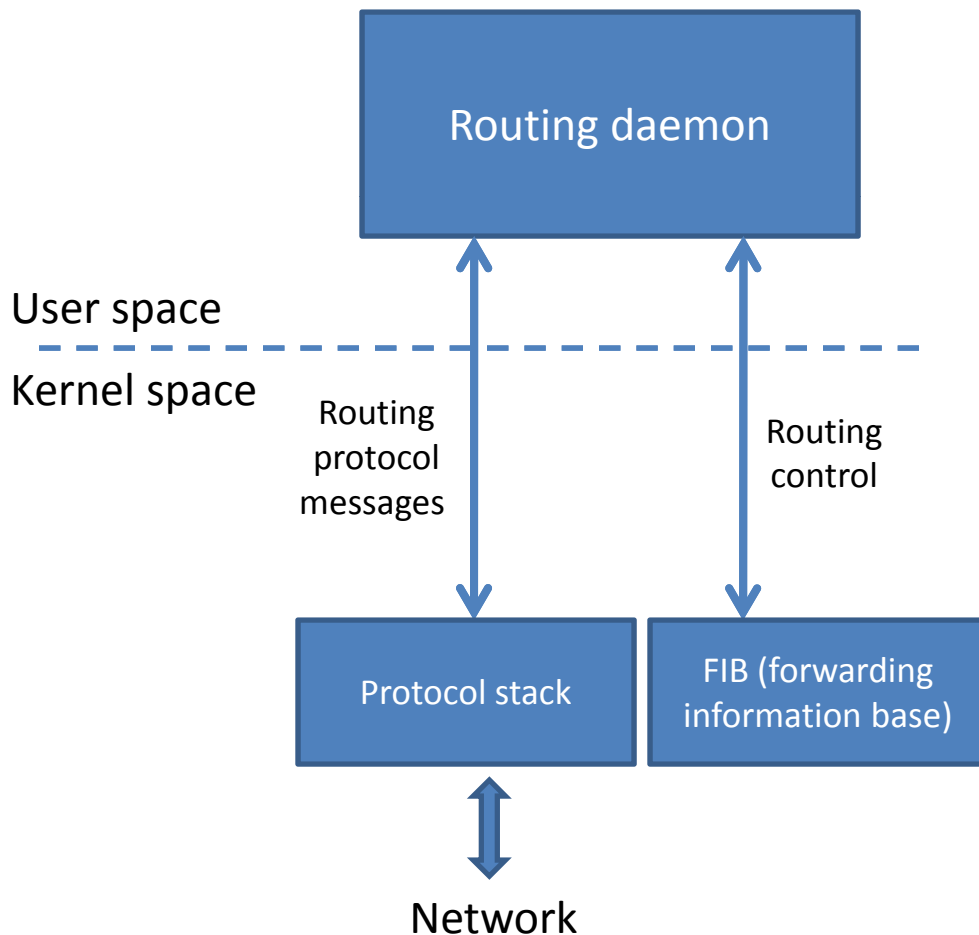 Routing daemon
User space
Kernel space
Routing
protocol
messages
Routing
control
Protocol stack
FIB (forwarding
information base)
Network